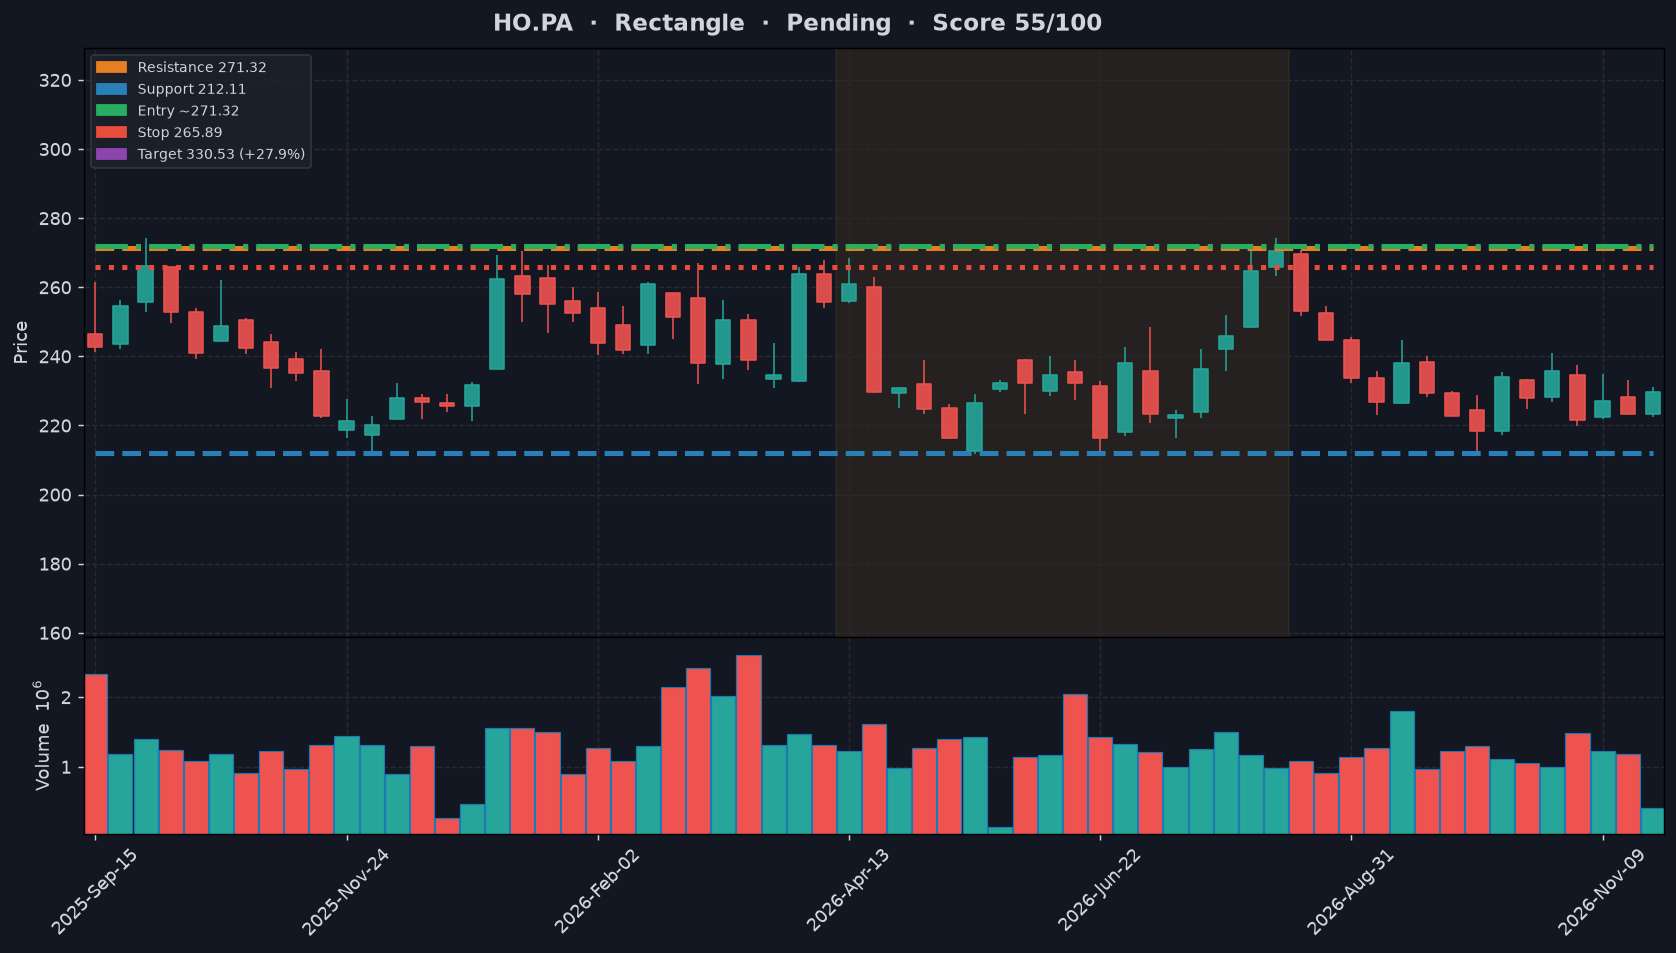 HO.PA · Rectangle · Pending · Score 55/100
Resistance 271.32
Support 212.11
Entry ~271.32
Stop 265.89
Target 330.53 (+27.9%)
Price
320
300
280
260
240
220
200
180
160
Volume 10⁶
2
1
2025-Sep-15
2025-Nov-24
2026-Feb-02
2026-Apr-13
2026-Jun-22
2026-Aug-31
2026-Nov-09